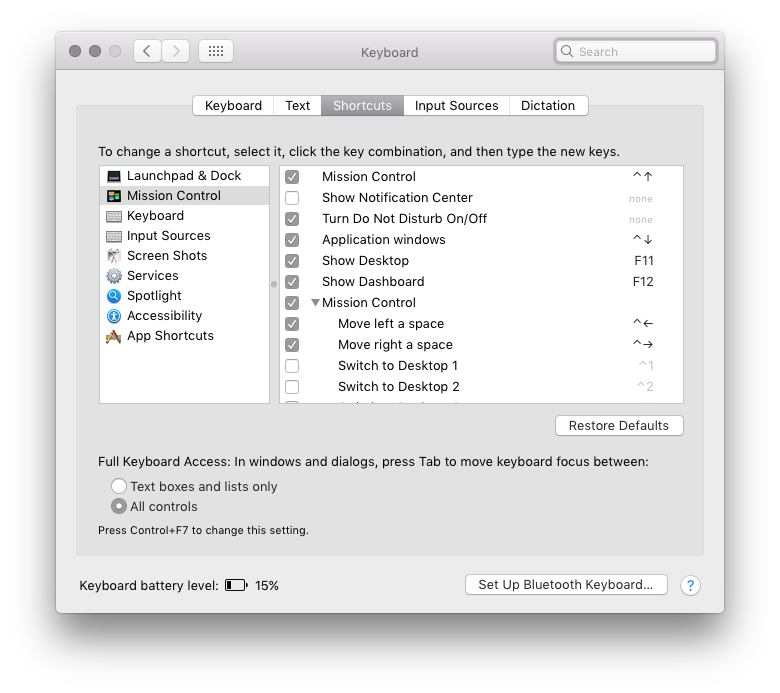 Keyboard
Search
Keyboard Text Shortcuts Input Sources Dictation
To change a shortcut, select it, click the key combination, and then type the new keys.
Launchpad & Dock
Mission Control
Keyboard
Input Sources
Screen Shots
Services
Spotlight
Accessibility
App Shortcuts
Mission Control ^↑
Show Notification Center none
Turn Do Not Disturb On/Off none
Application windows ^↓
Show Desktop F11
Show Dashboard F12
Mission Control
Move left a space ^←
Move right a space ^→
Switch to Desktop 1 ^1
Switch to Desktop 2 ^2
Restore Defaults
Full Keyboard Access: In windows and dialogs, press Tab to move keyboard focus between:
Text boxes and lists only
All controls
Press Control+F7 to change this setting.
Keyboard battery level: 15%
Set Up Bluetooth Keyboard... ?